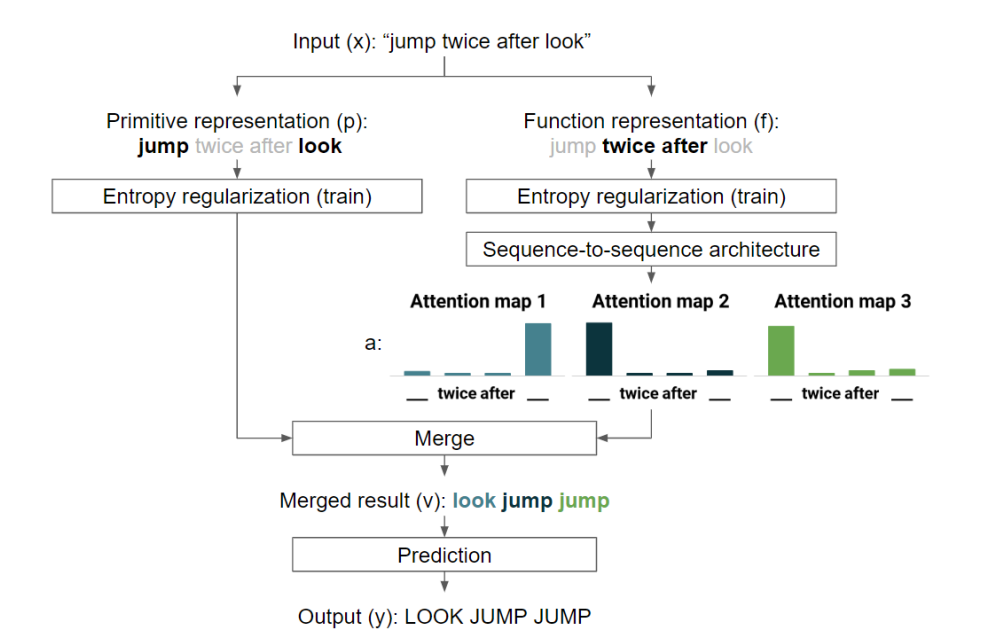 Input (x): “jump twice after look”
Primitive representation (p):
jump twice after look
Function representation (f):
jump twice after look
Entropy regularization (train)
Entropy regularization (train)
Sequence-to-sequence architecture
Attention map 1
Attention map 2
Attention map 3
a:
__ twice after __
__ twice after __
__ twice after __
Merge
Merged result (v): look jump jump
Prediction
Output (y): LOOK JUMP JUMP